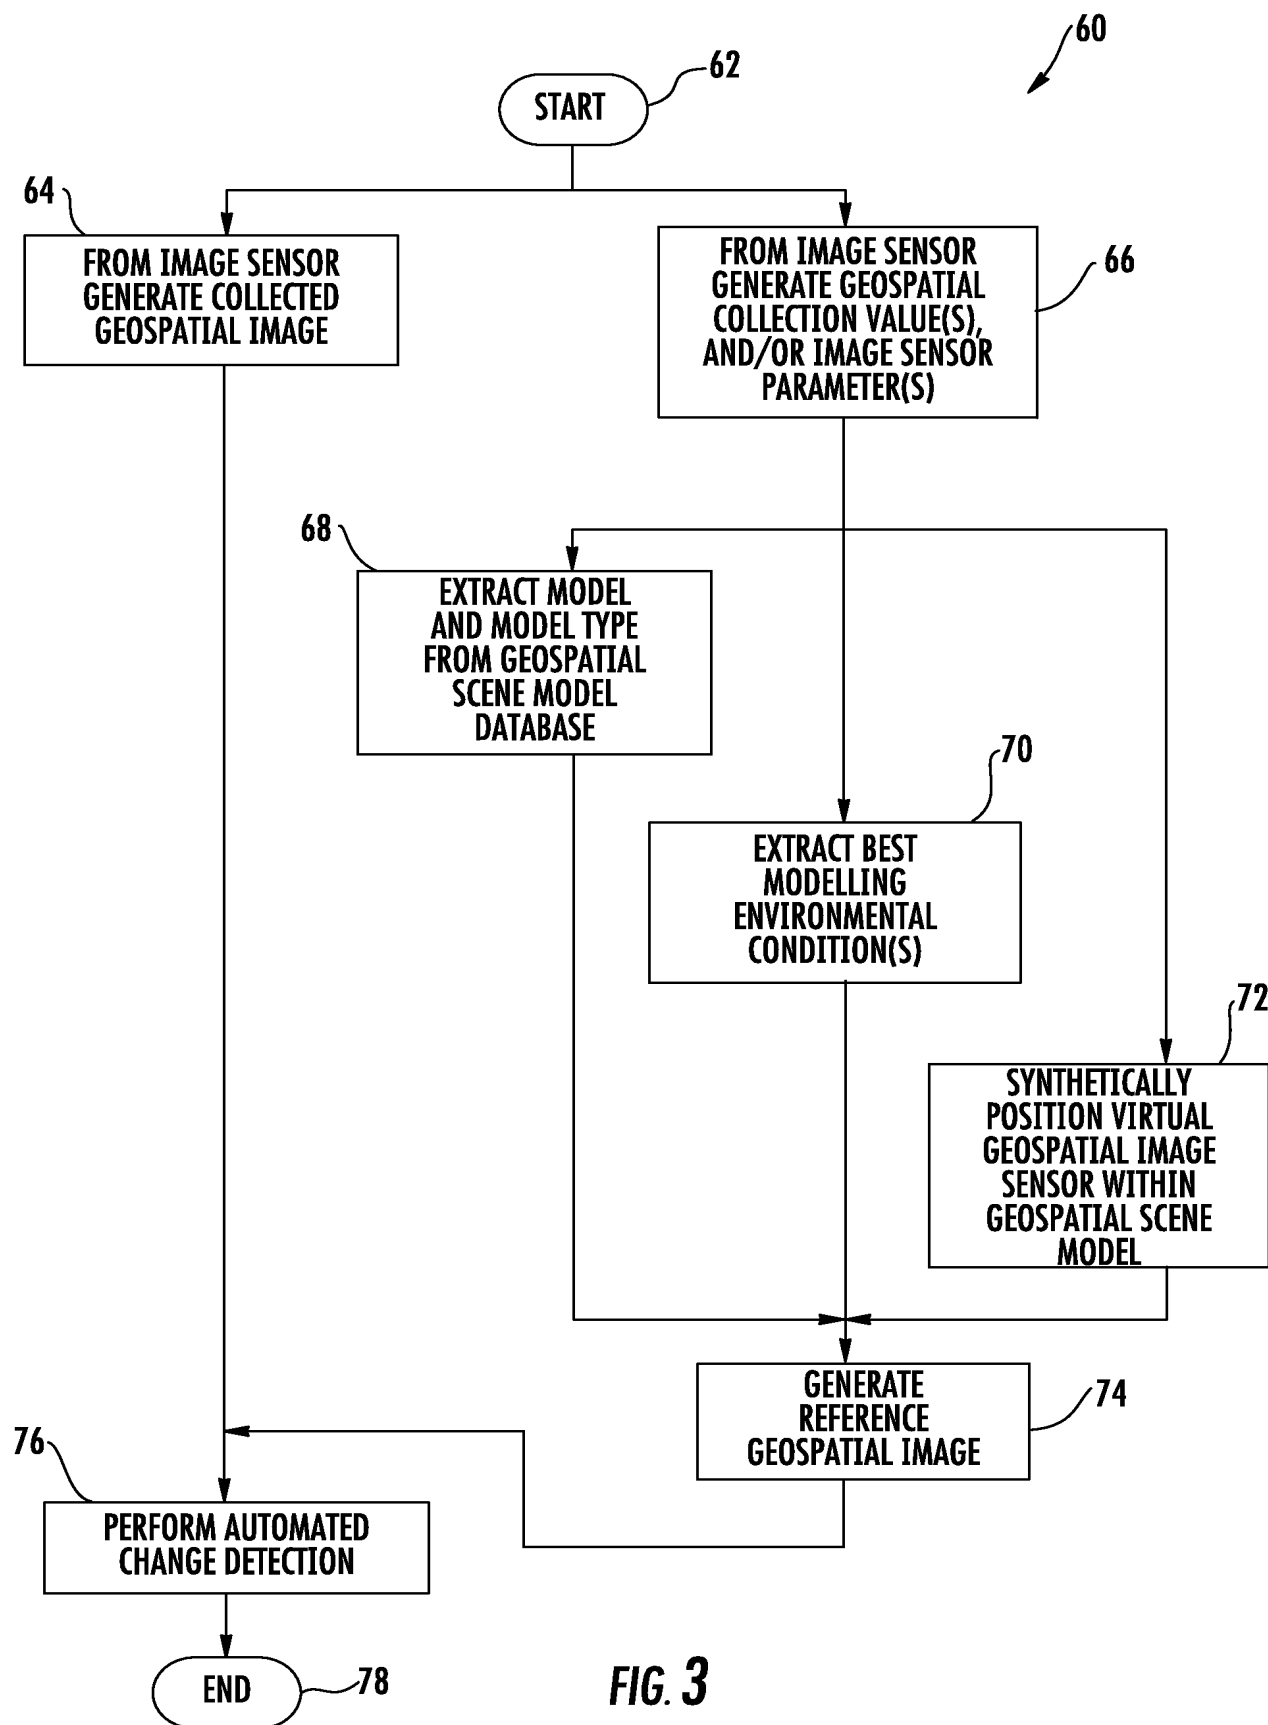 60
62
START
64
FROM IMAGE SENSOR
GENERATE COLLECTED
GEOSPATIAL IMAGE
FROM IMAGE SENSOR
GENERATE GEOSPATIAL
COLLECTION VALUE(S),
AND/OR IMAGE SENSOR
PARAMETER(S)
66
68
EXTRACT MODEL
AND MODEL TYPE
FROM GEOSPATIAL
SCENE MODEL
DATABASE
70
EXTRACT BEST
MODELLING
ENVIRONMENTAL
CONDITION(S)
72
SYNTHETICALLY
POSITION VIRTUAL
GEOSPATIAL IMAGE
SENSOR WITHIN
GEOSPATIAL SCENE
MODEL
GENERATE
REFERENCE
GEOSPATIAL IMAGE
74
76
PERFORM AUTOMATED
CHANGE DETECTION
END
78
FIG. 3